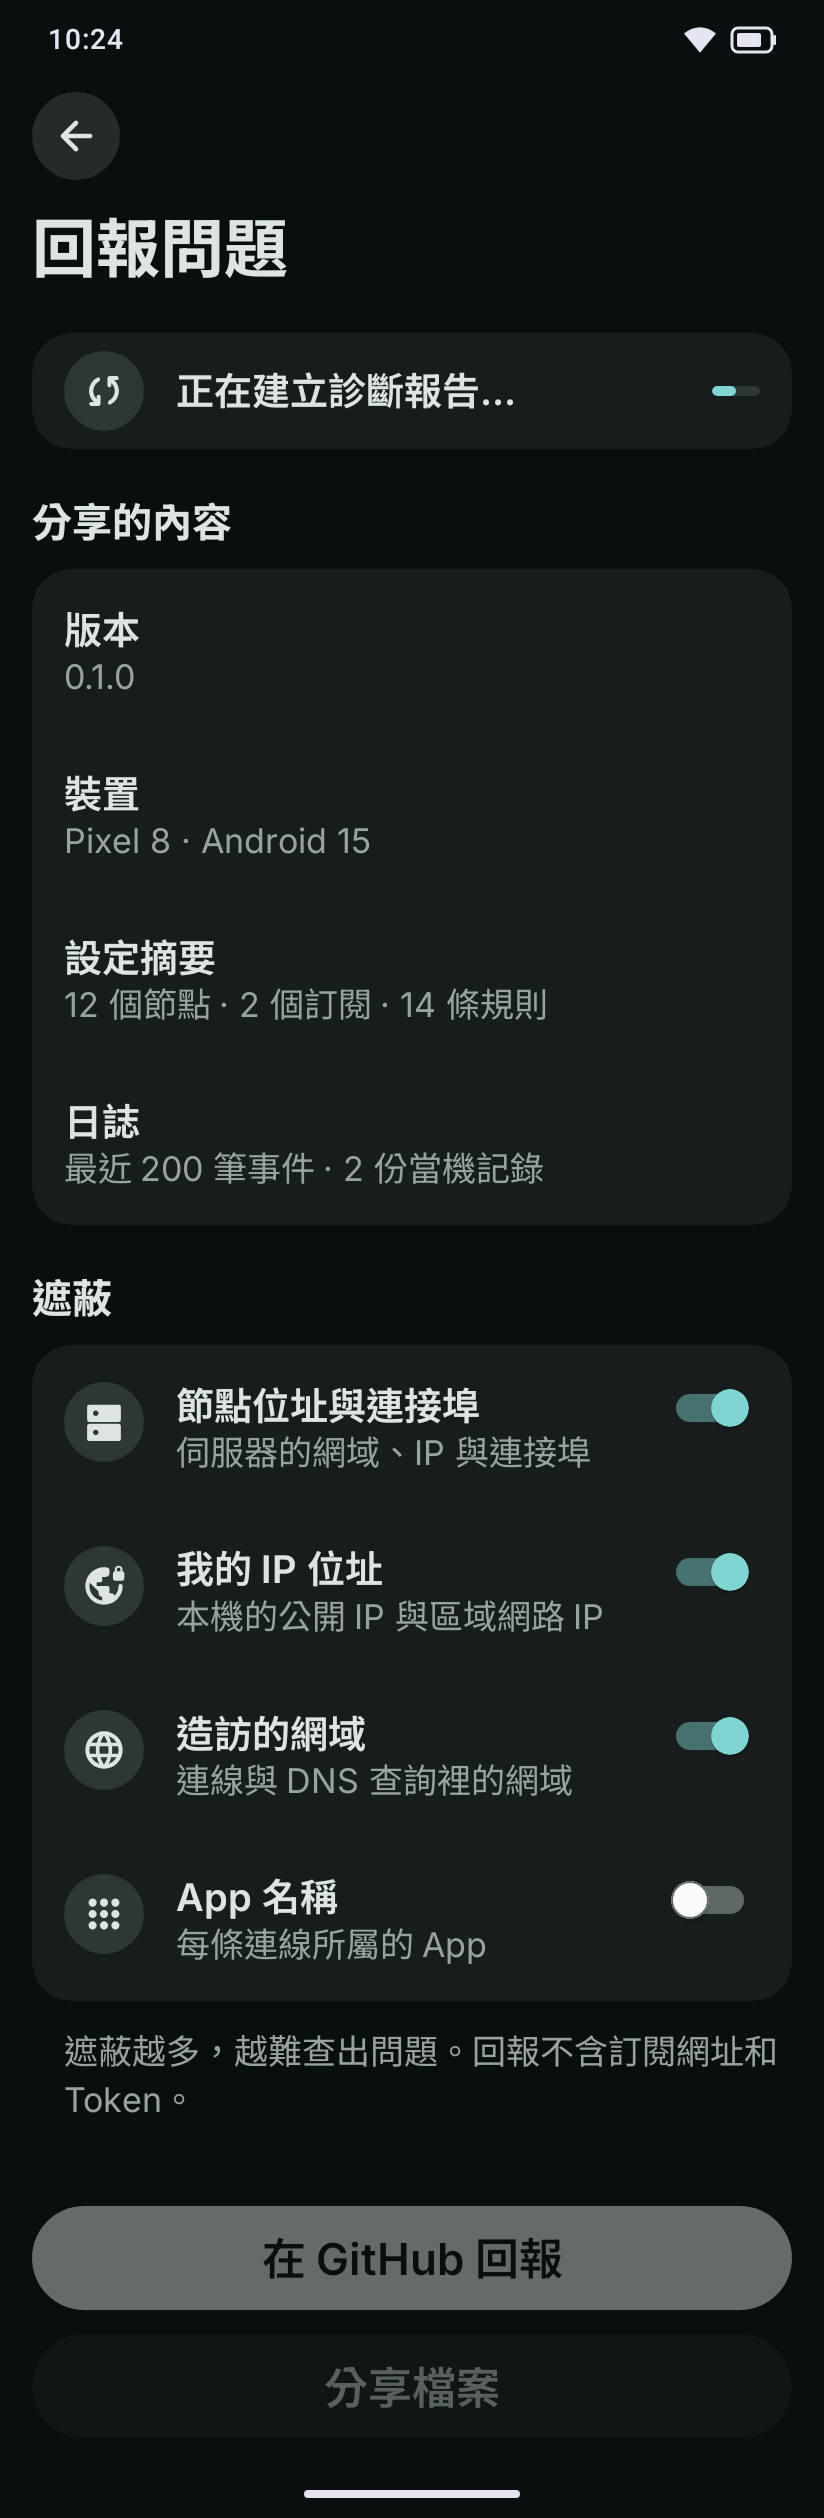 10:24
回報問題
正在建立診斷報告...
分享的內容
版本
0.1.0
裝置
Pixel 8 · Android 15
設定摘要
12 個節點 · 2 個訂閱 · 14 條規則
日誌
最近 200 筆事件 · 2 份當機記錄
遮蔽
節點位址與連接埠
伺服器的網域、IP 與連接埠
我的 IP 位址
本機的公開 IP 與區域網路 IP
造訪的網域
連線與 DNS 查詢裡的網域
App 名稱
每條連線所屬的 App
遮蔽越多，越難查出問題。回報不含訂閱網址和
Token。
在 GitHub 回報
分享檔案